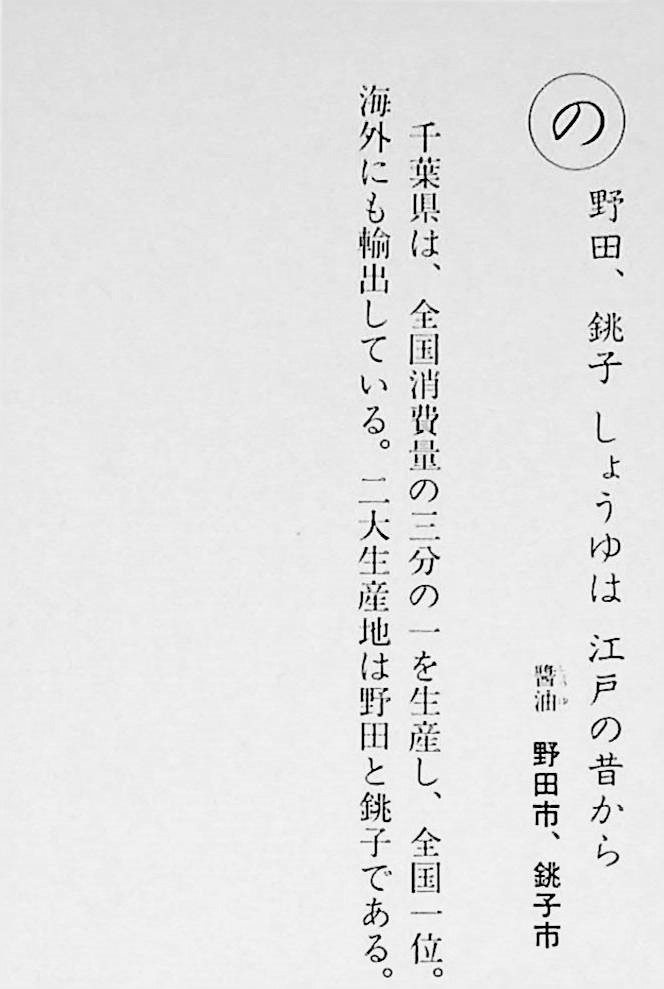 の
野田、銚子 しょうゆは 江戸の昔から
醬油 野田市、銚子市
千葉県は、全国消費量の三分の一を生産し、全国一位。
海外にも輸出している。二大生産地は野田と銚子である。